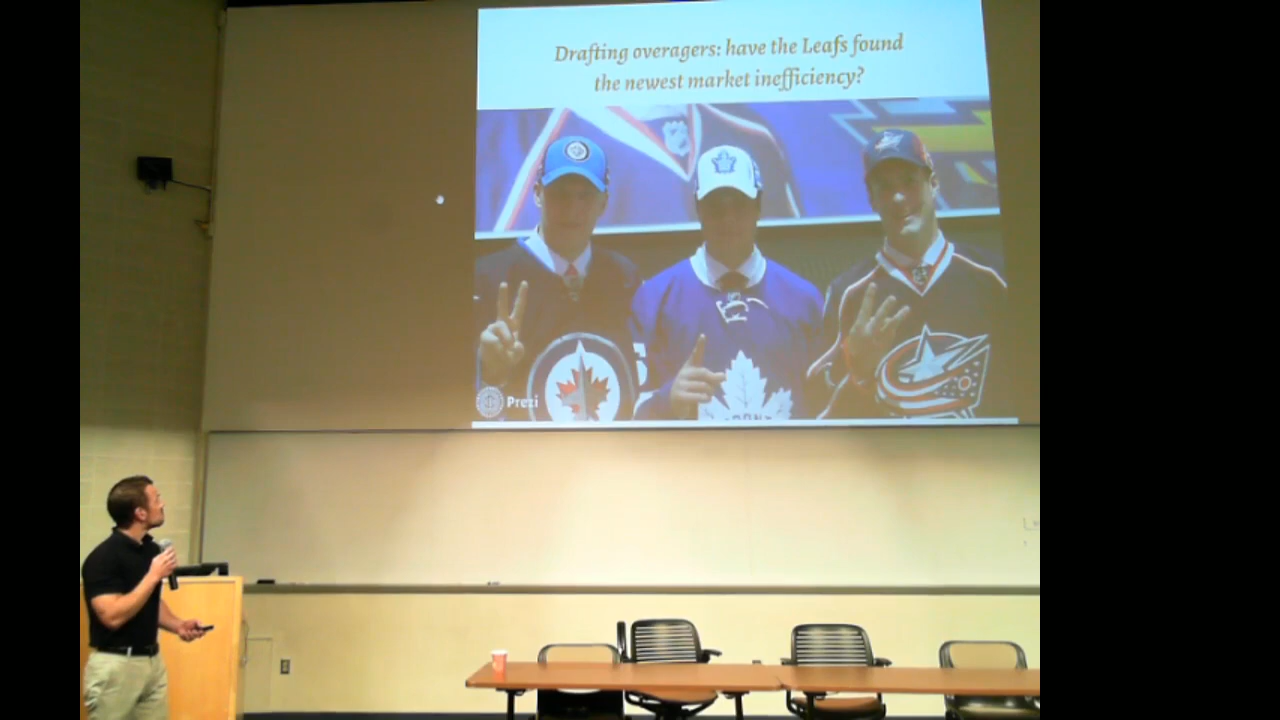 Drafting overagers: have the Leafs found
the newest market inefficiency?
Prezi